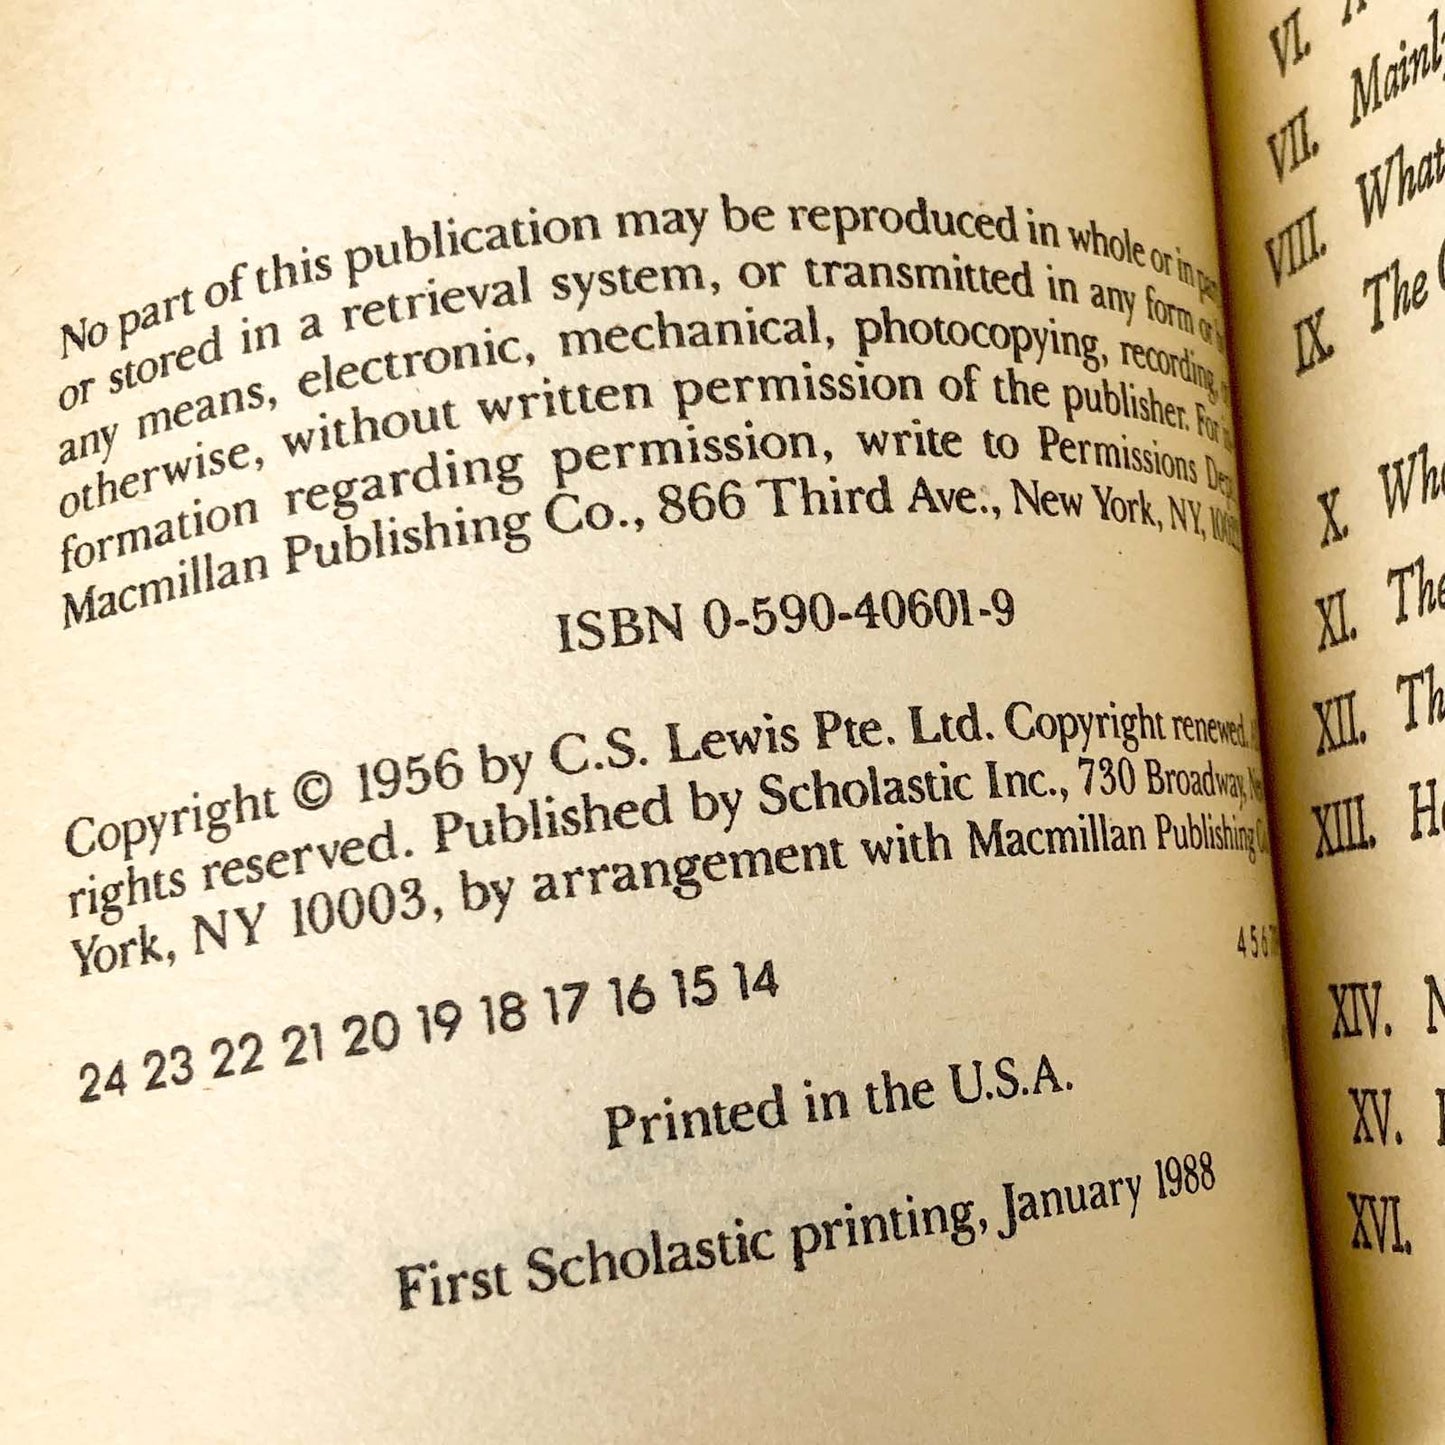 No part of this publication may be reproduced in whole or in
or stored in a retrieval system, or transmitted in any form or
any means, electronic, mechanical, photocopying, recording,
otherwise, without written permission of the publisher. For
formation regarding permission, write to Permissions
Macmillan Publishing Co., 866 Third Ave., New York, NY,
ISBN 0-590-40601-9
Copyright © 1956 by C.S. Lewis Pte. Ltd. Copyright renewed.
rights reserved. Published by Scholastic Inc., 730 Broadway,
York, NY 10003, by arrangement with Macmillan Publishing
4 5 6
24 23 22 21 20 19 18 17 16 15 14
Printed in the U.S.A.
First Scholastic printing, January 1988
VI.
VII. Mainly
VIII. What
IX. The
X.
XI. The
XII.
XIII.
XIV.
XV.
XVI.